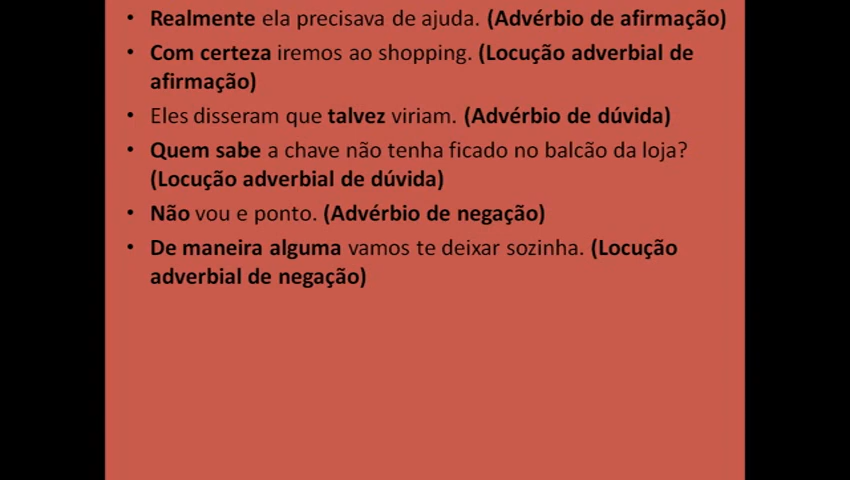 • Realmente ela precisava de ajuda. (Advérbio de afirmação)
• Com certeza iremos ao shopping. (Locução adverbial de
afirmação)
• Eles disseram que talvez viriam. (Advérbio de dúvida)
• Quem sabe a chave não tenha ficado no balcão da loja?
(Locução adverbial de dúvida)
• Não vou e ponto. (Advérbio de negação)
• De maneira alguma vamos te deixar sozinha. (Locução
adverbial de negação)